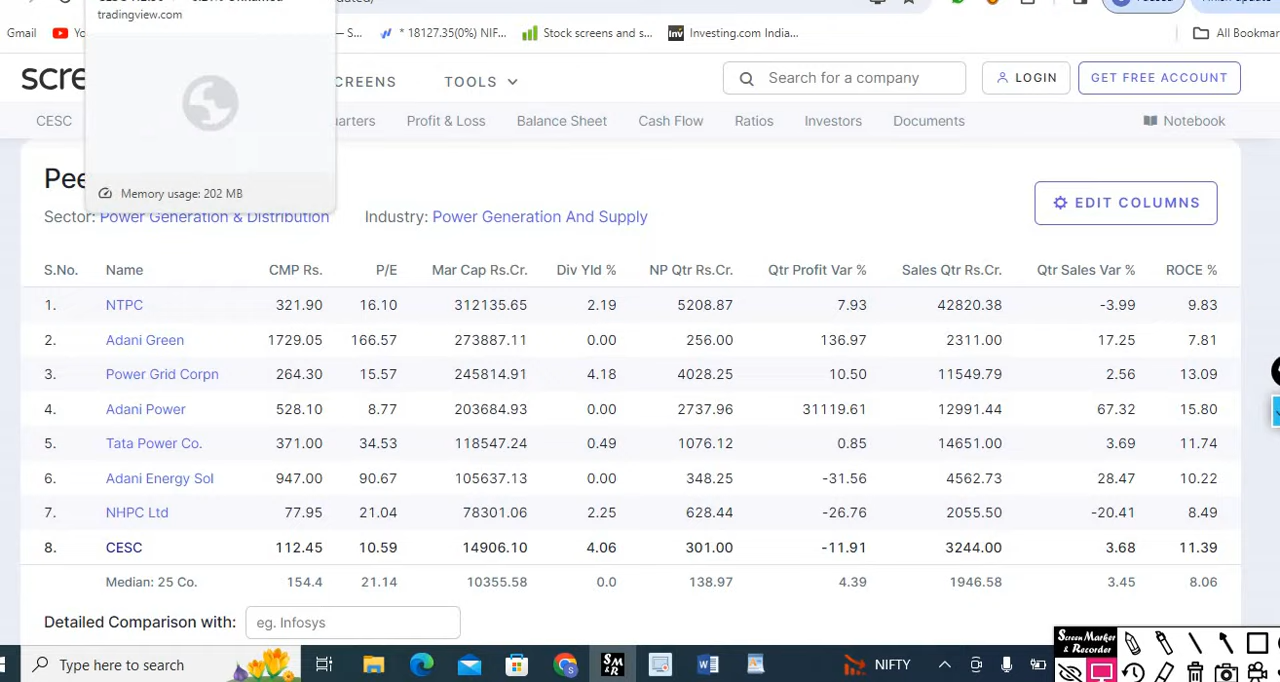 tradingview.com
Gmail
* 18127.35(0%) NIF...
Stock screens and s...
Inv Investing.com India...
All Bookmar
scre
CREENS
TOOLS
Search for a company
LOGIN
GET FREE ACCOUNT
CESC
arters
Profit & Loss
Balance Sheet
Cash Flow
Ratios
Investors
Documents
Notebook
Pee
Memory usage: 202 MB
EDIT COLUMNS
Sector: Power Generation & Distribution Industry: Power Generation And Supply
S.No. Name CMP Rs. P/E Mar Cap Rs.Cr. Div Yld % NP Qtr Rs.Cr. Qtr Profit Var % Sales Qtr Rs.Cr. Qtr Sales Var % ROCE %
1. NTPC 321.90 16.10 312135.65 2.19 5208.87 7.93 42820.38 -3.99 9.83
2. Adani Green 1729.05 166.57 273887.11 0.00 256.00 136.97 2311.00 17.25 7.81
3. Power Grid Corpn 264.30 15.57 245814.91 4.18 4028.25 10.50 11549.79 2.56 13.09
4. Adani Power 528.10 8.77 203684.93 0.00 2737.96 31119.61 12991.44 67.32 15.80
5. Tata Power Co. 371.00 34.53 118547.24 0.49 1076.12 0.85 14651.00 3.69 11.74
6. Adani Energy Sol 947.00 90.67 105637.13 0.00 348.25 -31.56 4562.73 28.47 10.22
7. NHPC Ltd 77.95 21.04 78301.06 2.25 628.44 -26.76 2055.50 -20.41 8.49
8. CESC 112.45 10.59 14906.10 4.06 301.00 -11.91 3244.00 3.68 11.39
Median: 25 Co. 154.4 21.14 10355.58 0.0 138.97 4.39 1946.58 3.45 8.06
Detailed Comparison with: eg. Infosys
Screen Marker
& Recorder
Type here to search
SM
&R
NIFTY